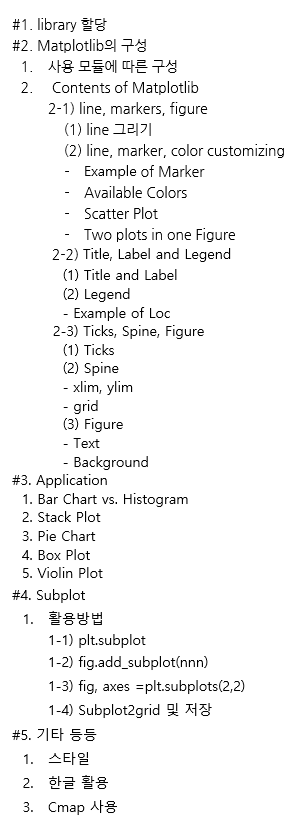 #1. library 할당
#2. Matplotlib의 구성
1. 사용 모듈에 따른 구성
2. Contents of Matplotlib
2-1) line, markers, figure
(1) line 그리기
(2) line, marker, color customizing
- Example of Marker
- Available Colors
- Scatter Plot
- Two plots in one Figure
2-2) Title, Label and Legend
(1) Title and Label
(2) Legend
- Example of Loc
2-3) Ticks, Spine, Figure
(1) Ticks
(2) Spine
- xlim, ylim
- grid
(3) Figure
- Text
- Background
#3. Application
1. Bar Chart vs. Histogram
2. Stack Plot
3. Pie Chart
4. Box Plot
5. Violin Plot
#4. Subplot
1. 활용방법
1-1) plt.subplot
1-2) fig.add_subplot(nnn)
1-3) fig, axes =plt.subplots(2,2)
1-4) Subplot2grid 및 저장
#5. 기타 등등
1. 스타일
2. 한글 활용
3. Cmap 사용